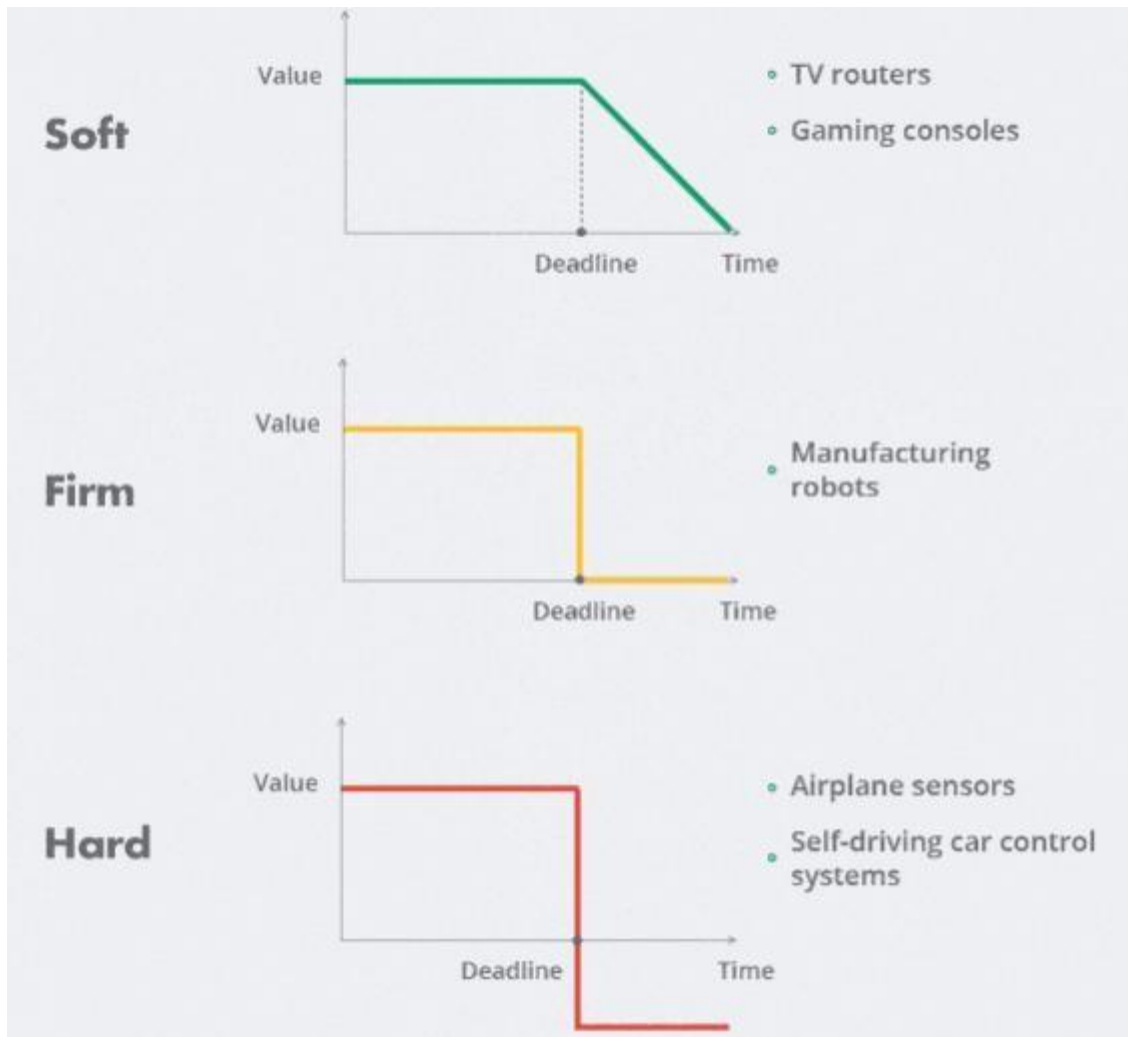 Value
TV routers
Soft
Gaming consoles
Deadline
Time
Value
Manufacturing
robots
Firm
Deadline
Time
Value
Airplane sensors
Hard
Self-driving car control
systems
Deadline
Time